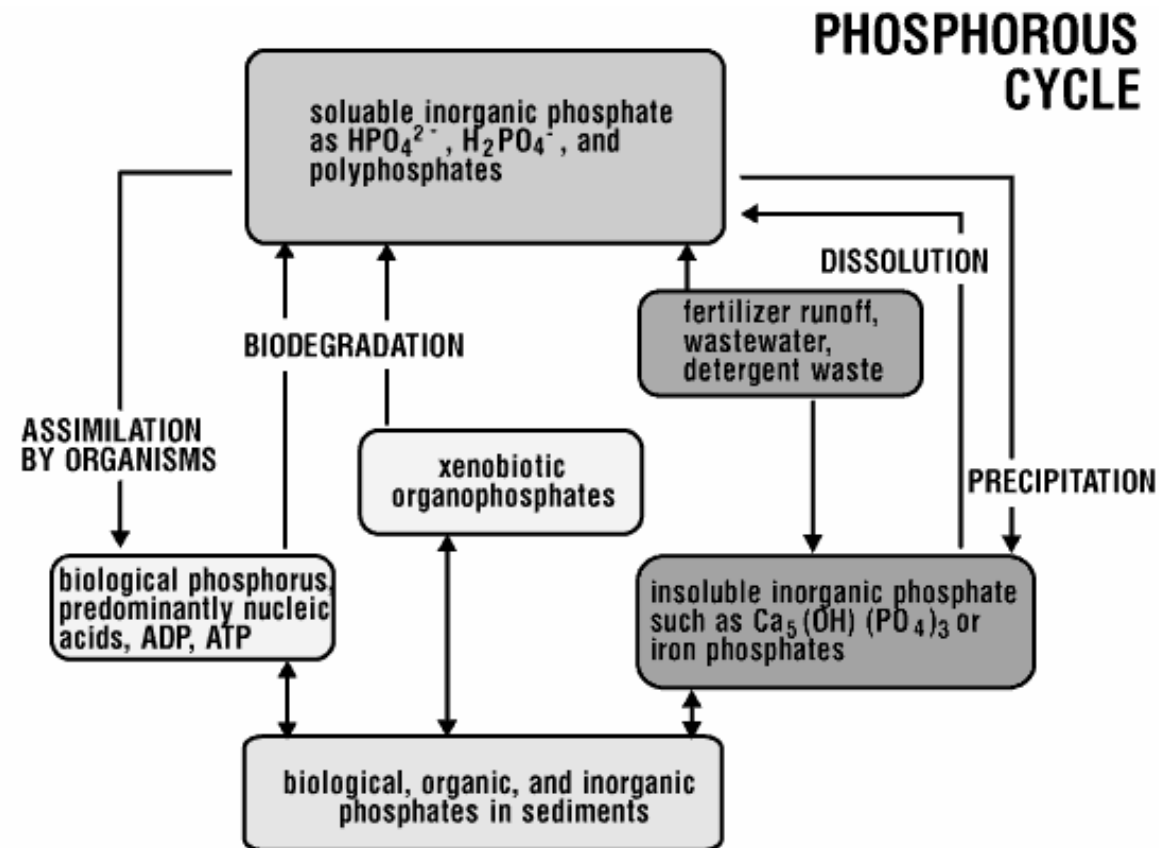 PHOSPHOROUS
CYCLE
soluable inorganic phosphate
as HPO₄²⁻, H₂PO₄⁻, and
polyphosphates
DISSOLUTION
fertilizer runoff,
wastewater,
detergent waste
BIODEGRADATION
ASSIMILATION
BY ORGANISMS
xenobiotic
organophosphates
PRECIPITATION
biological phosphorus,
predominantly nucleic
acids, ADP, ATP
insoluble inorganic phosphate
such as Ca₅(OH) (PO₄)₃ or
iron phosphates
biological, organic, and inorganic
phosphates in sediments